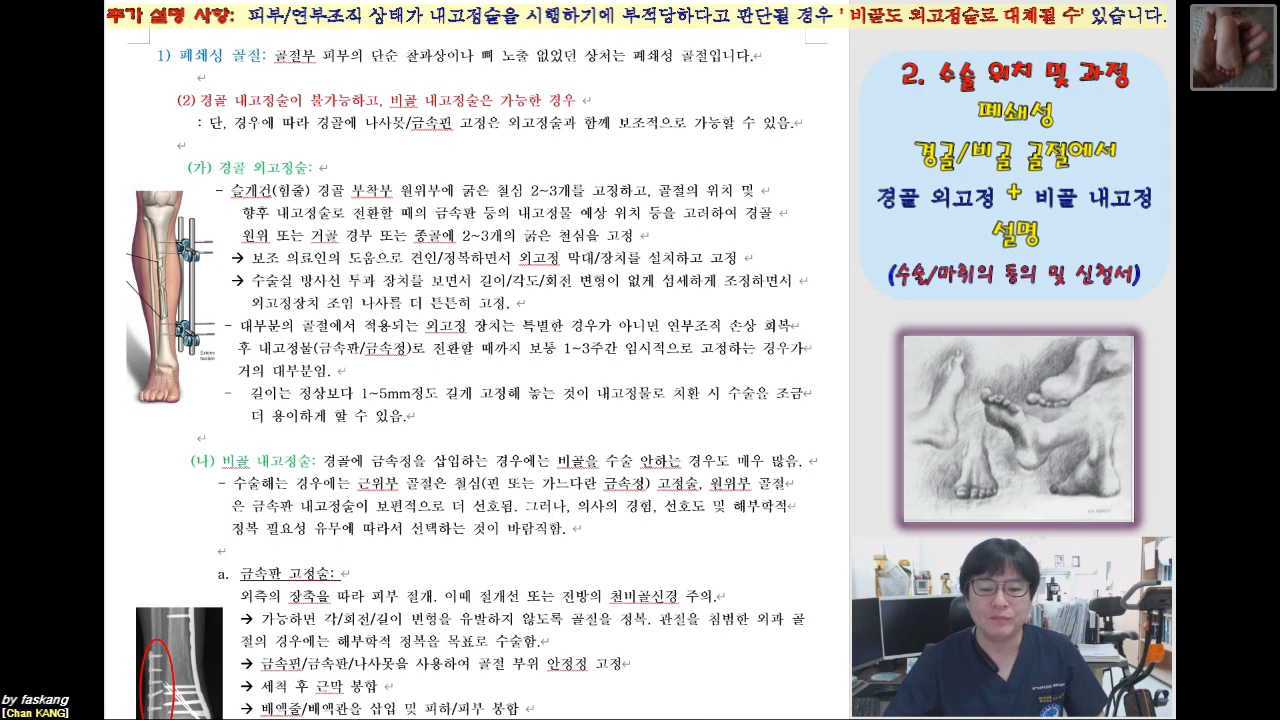 추가 설명 사항: 피부/연부조직 상태가 내고정술을 시행하기에 부적당하다고 판단될 경우 ' 비골도 외고정술로 대체될 수' 있습니다.
1) 폐쇄성 골절: 골절부 피부의 단순 찰과상이나 뼈 노출 없었던 상처는 폐쇄성 골절입니다.
(2) 경골 내고정술이 불가능하고, 비골 내고정술은 가능한 경우
: 단, 경우에 따라 경골에 나사못/금속핀 고정은 외고정술과 함께 보조적으로 가능할 수 있음.
(가) 경골 외고정술:
- 슬개건(힘줄) 경골 부착부 원위부에 굵은 철심 2~3개를 고정하고, 골절의 위치 및
향후 내고정술로 전환할 때의 금속판 등의 내고정물 예상 위치 등을 고려하여 경골
원위 또는 거골 경부 또는 종골에 2~3개의 굵은 철심을 고정
→ 보조 의료인의 도움으로 견인/정복하면서 외고정 막대/장치를 설치하고 고정
→ 수술실 방사선 투과 장치를 보면서 길이/각도/회전 변형이 없게 섬세하게 조정하면서
외고정장치 조임 나사를 더 튼튼히 고정.
- 대부분의 골절에서 적용되는 외고정 장치는 특별한 경우가 아니면 연부조직 손상 회복
후 내고정물(금속판/금속정)로 전환할 때까지 보통 1~3주간 임시적으로 고정하는 경우가
거의 대부분임.
- 길이는 정상보다 1~5mm정도 길게 고정해 놓는 것이 내고정물로 치환 시 수술을 조금
더 용이하게 할 수 있음.
(나) 비골 내고정술: 경골에 금속정을 삽입하는 경우에는 비골을 수술 안하는 경우도 매우 많음.
- 수술해는 경우에는 근위부 골절은 철심(핀 또는 가느다란 금속정) 고정술, 원위부 골절
은 금속판 내고정술이 보편적으로 더 선호됨. 그러나, 의사의 경험, 선호도 및 해부학적
정복 필요성 유무에 따라서 선택하는 것이 바람직함.
a. 금속판 고정술:
외측의 장축을 따라 피부 절개. 이때 절개선 또는 전방의 천비골신경 주의.
→ 가능하면 각/회전/길이 변형을 유발하지 않도록 골절을 정복. 관절을 침범한 외과 골
절의 경우에는 해부학적 정복을 목표로 수술함.
→ 금속핀/금속판/나사못을 사용하여 골절 부위 안정정 고정
→ 세척 후 근막 봉합
→ 배액줄/배액관을 삽입 및 피하/피부 봉합
2. 수술 위치 및 과정
폐쇄성
경골/비골 골절에서
경골 외고정 + 비골 내고정
설명
(수술/마취의 동의 및 신청서)
by faskang
[Chan KANG]